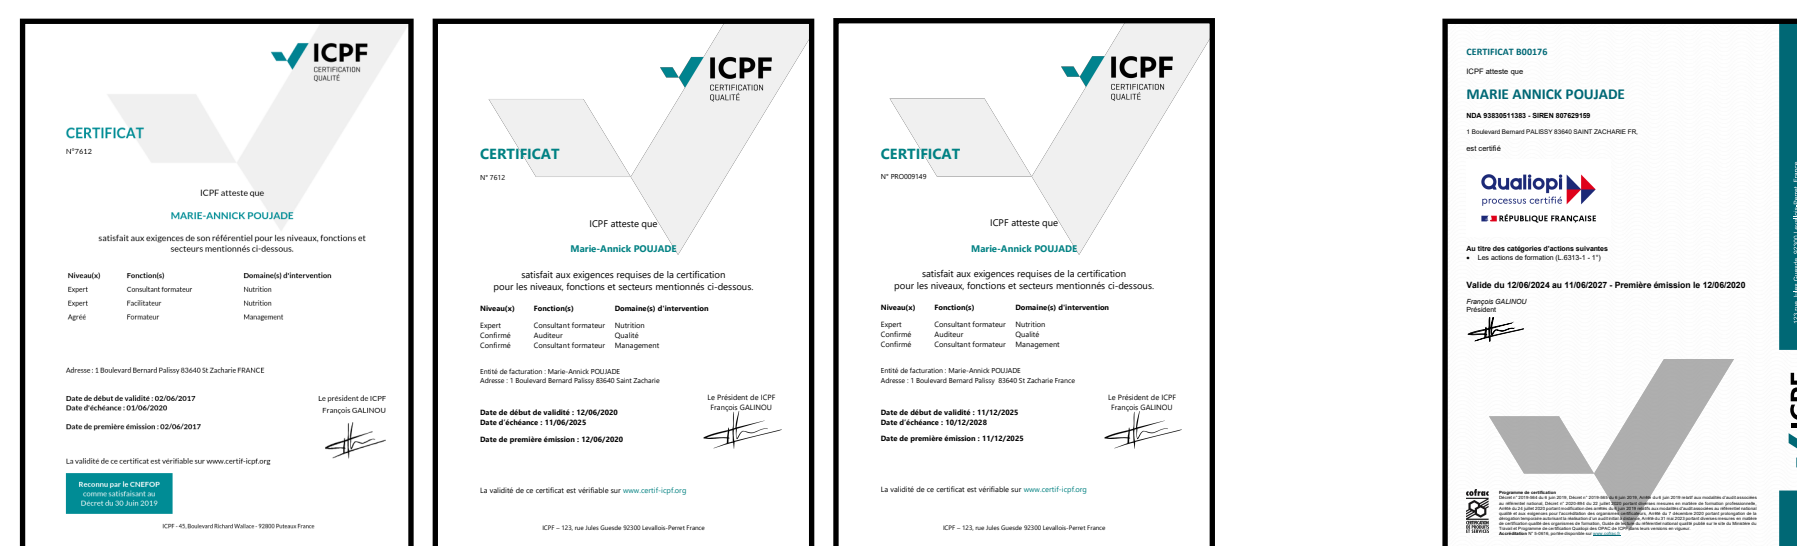 ICPF
CERTIFICATION
QUALITÉ
CERTIFICAT
N°7612
ICPF atteste que
MARIE-ANNICK POUJADE
satisfait aux exigences de son référentiel pour les niveaux, fonctions et
secteurs mentionnés ci-dessous.
Niveau(x) Fonction(s) Domaine(s) d'intervention
Expert Consultant formateur Nutrition
Expert Facilitateur Nutrition
Agréé Formateur Management
Adresse : 1 Boulevard Bernard Palissy 83640 St Zacharie FRANCE
Date de début de validité : 02/06/2017
Date d'échéance : 01/06/2020
Date de première émission : 02/06/2017
Le président de ICPF
François GALINOU
La validité de ce certificat est vérifiable sur www.certif-icpf.org
Reconnu par le CNEFOP
comme satisfaisant au
Décret du 30 Juin 2019
ICPF - 45, Boulevard Richard Wallace - 92800 Puteaux France
ICPF
CERTIFICATION
QUALITÉ
CERTIFICAT
N° 7612
ICPF atteste que
Marie-Annick POUJADE
satisfait aux exigences requises de la certification
pour les niveaux, fonctions et secteurs mentionnés ci-dessous.
Niveau(x) Fonction(s) Domaine(s) d'intervention
Expert Consultant formateur Nutrition
Confirmé Auditeur Qualité
Confirmé Consultant formateur Management
Entité de facturation : Marie-Annick POUJADE
Adresse : 1 Boulevard Bernard Palissy 83640 Saint Zacharie
Le Président de ICPF
François GALINOU
Date de début de validité : 12/06/2020
Date d'échéance : 11/06/2025
Date de première émission : 12/06/2020
La validité de ce certificat est vérifiable sur www.certif-icpf.org
ICPF – 123, rue Jules Guesde 92300 Levallois-Perret France
ICPF
CERTIFICATION
QUALITÉ
CERTIFICAT
N° PRO009149
ICPF atteste que
Marie-Annick POUJADE
satisfait aux exigences requises de la certification
pour les niveaux, fonctions et secteurs mentionnés ci-dessous.
Niveau(x) Fonction(s) Domaine(s) d'intervention
Expert Consultant formateur Nutrition
Confirmé Auditeur Qualité
Confirmé Consultant formateur Management
Entité de facturation : Marie-Annick POUJADE
Adresse : 1 Boulevard Bernard Palissy 83640 St Zacharie France
Le Président de ICPF
François GALINOU
Date de début de validité : 11/12/2025
Date d'échéance : 10/12/2028
Date de première émission : 11/12/2025
La validité de ce certificat est vérifiable sur www.certif-icpf.org
ICPF – 123, rue Jules Guesde 92300 Levallois-Perret France
CERTIFICAT B00176
ICPF atteste que
MARIE ANNICK POUJADE
NDA 93830511383 - SIREN 807629159
1 Boulevard Bernard PALISSY 83640 SAINT ZACHARIE FR,
est certifié
Qualiopi
processus certifié
RÉPUBLIQUE FRANÇAISE
Au titre des catégories d'actions suivantes
• Les actions de formation (L.6313-1 - 1°)
Valide du 12/06/2024 au 11/06/2027 - Première émission le 12/06/2020
François GALINOU
Président
cofrac
Programme de certification
ICPF